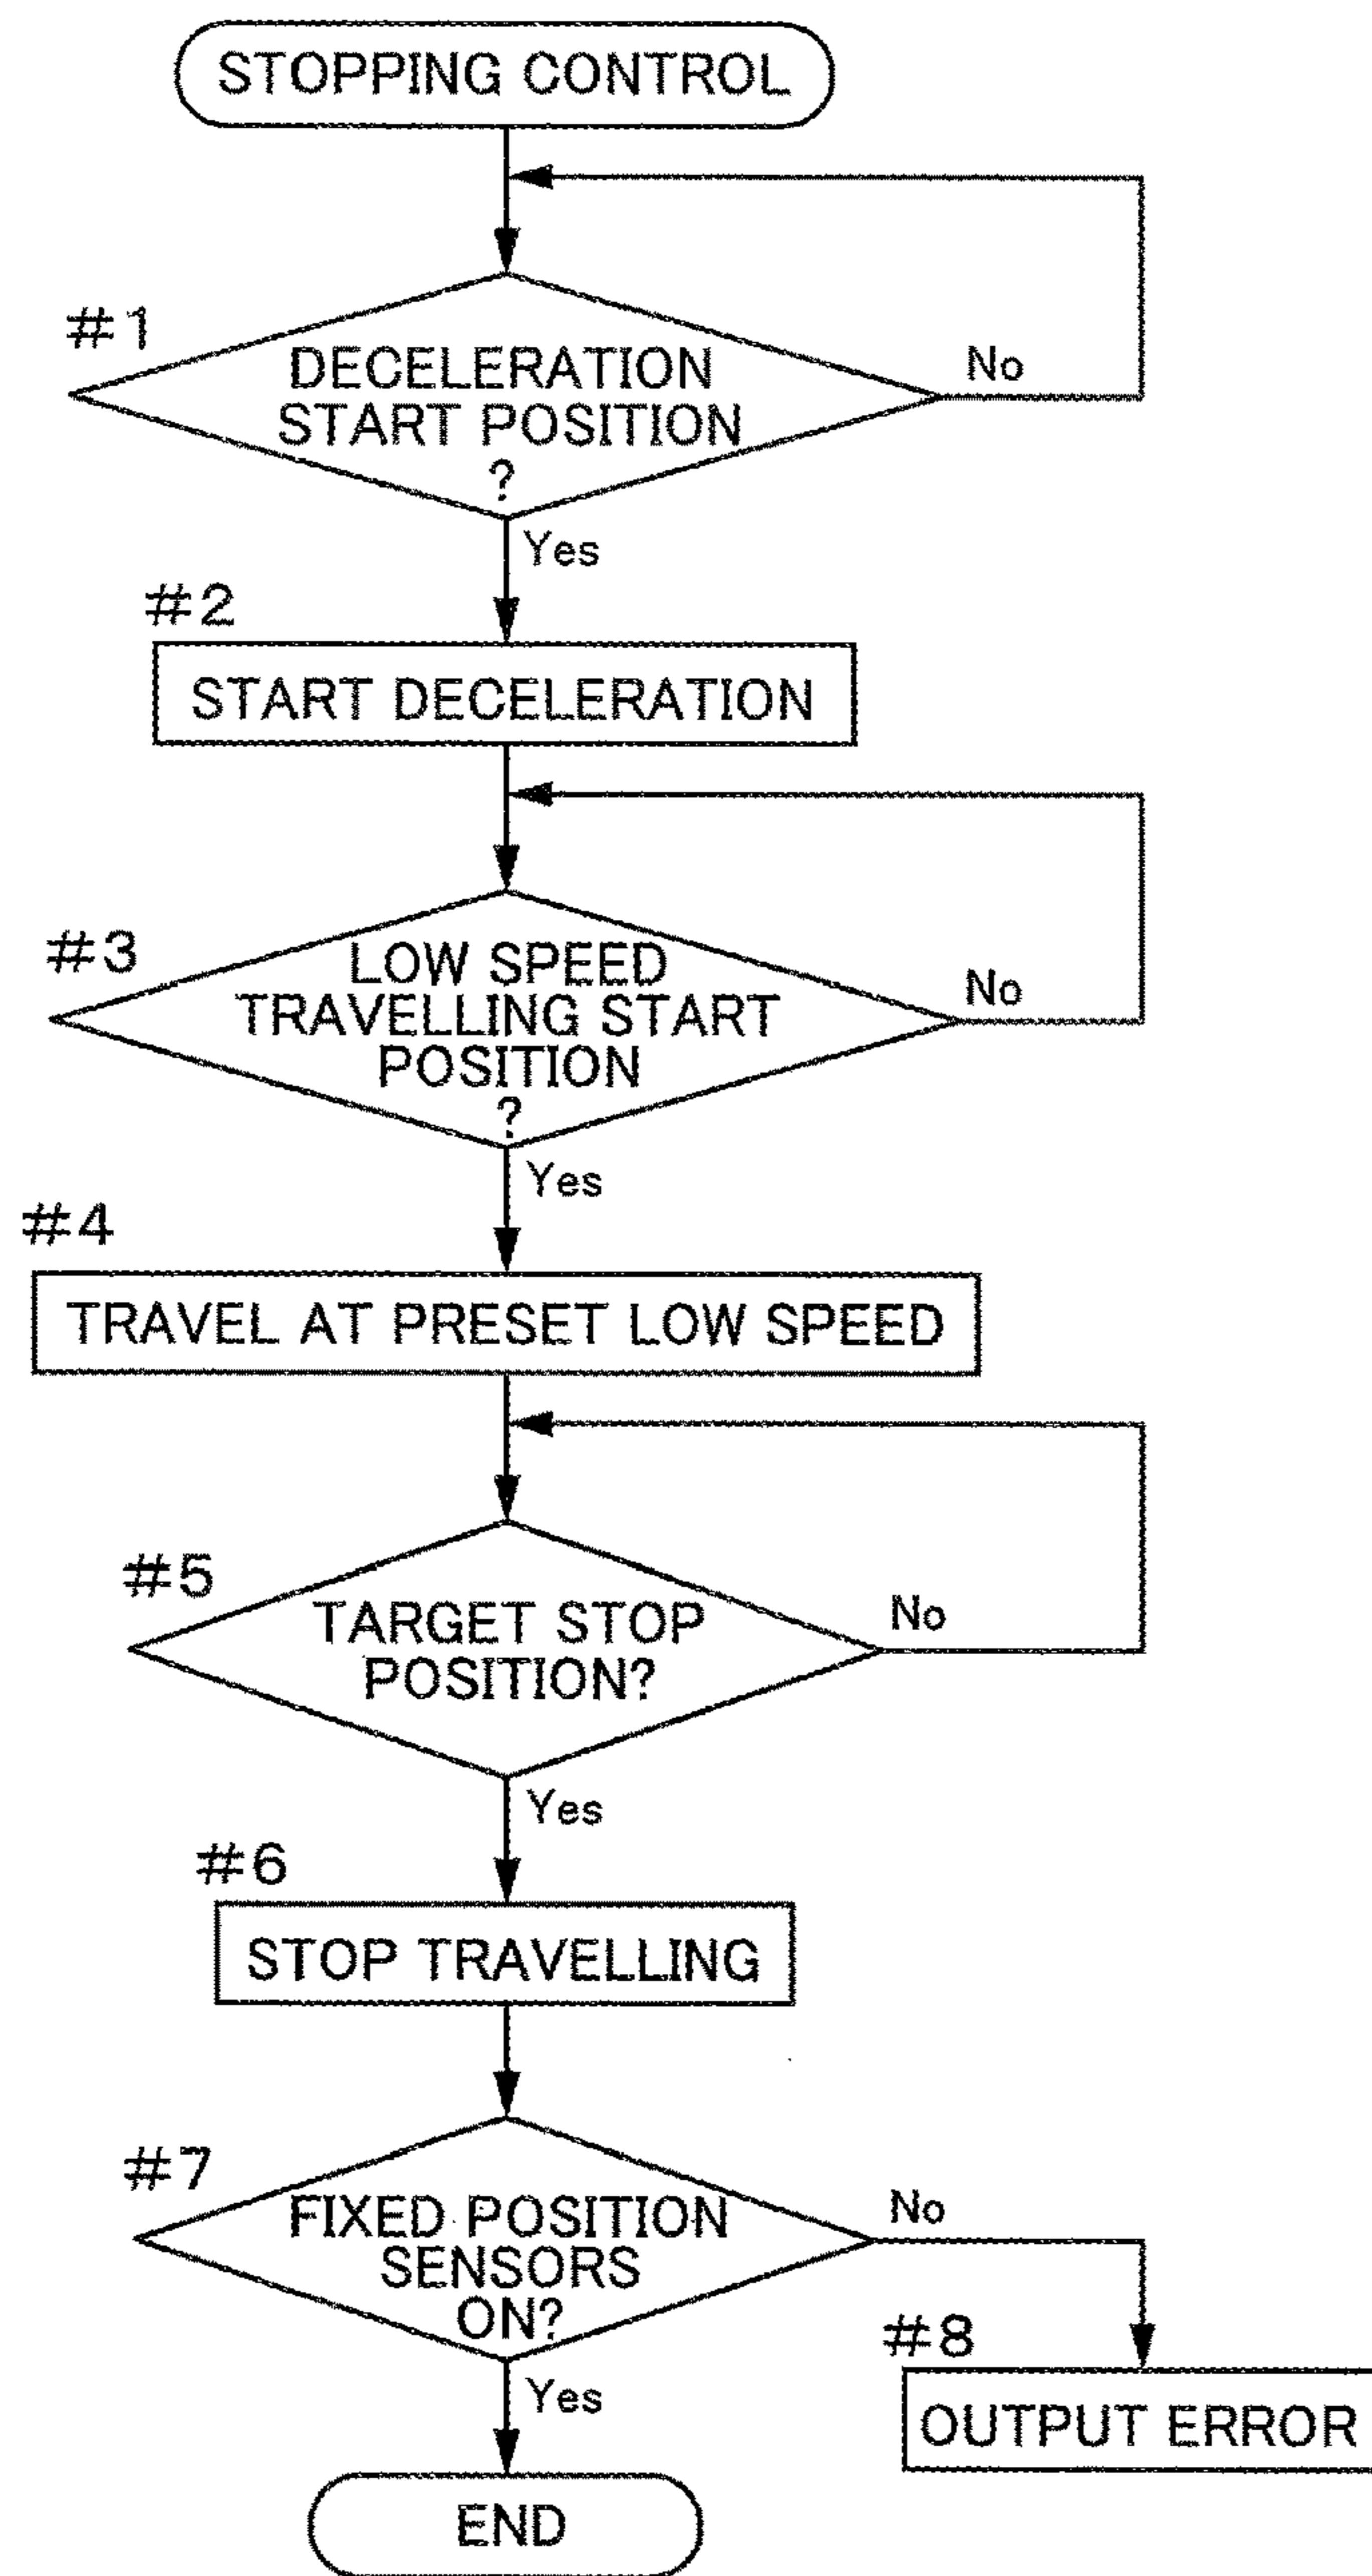 STOPPING CONTROL
#1
DECELERATION
START POSITION
?
No
Yes
#2
START DECELERATION
#3
LOW SPEED
TRAVELLING START
POSITION
?
No
Yes
#4
TRAVEL AT PRESET LOW SPEED
#5
TARGET STOP
POSITION?
No
Yes
#6
STOP TRAVELLING
#7
FIXED POSITION
SENSORS
ON?
No
Yes
#8
OUTPUT ERROR
END